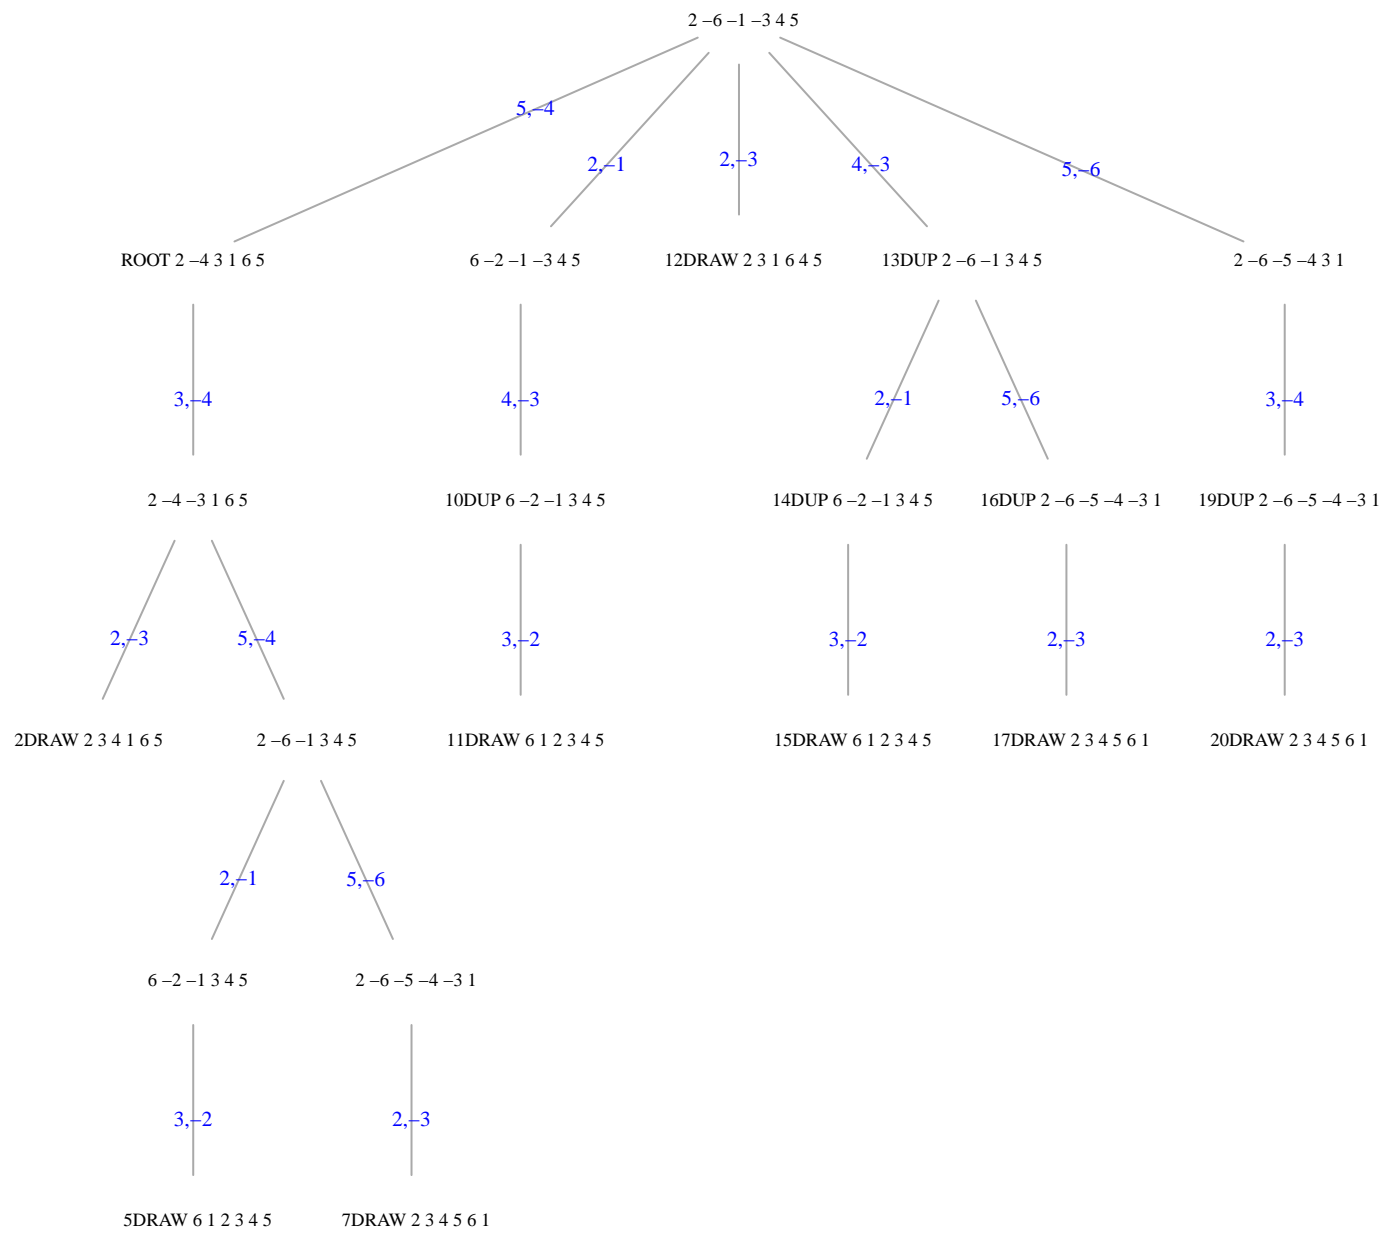 2 –6 –1 –3 4 5
5,–4
2,–1
2,–3
4,–3
5,–6
ROOT 2 –4 3 1 6 5
6 –2 –1 –3 4 5
12DRAW 2 3 1 6 4 5
13DUP 2 –6 –1 3 4 5
2 –6 –5 –4 3 1
3,–4
4,–3
2,–1
5,–6
3,–4
2 –4 –3 1 6 5
10DUP 6 –2 –1 3 4 5
14DUP 6 –2 –1 3 4 5
16DUP 2 –6 –5 –4 –3 1
19DUP 2 –6 –5 –4 –3 1
2,–3
5,–4
3,–2
3,–2
2,–3
2,–3
2DRAW 2 3 4 1 6 5
2 –6 –1 3 4 5
11DRAW 6 1 2 3 4 5
15DRAW 6 1 2 3 4 5
17DRAW 2 3 4 5 6 1
20DRAW 2 3 4 5 6 1
2,–1
5,–6
6 –2 –1 3 4 5
2 –6 –5 –4 –3 1
3,–2
2,–3
5DRAW 6 1 2 3 4 5
7DRAW 2 3 4 5 6 1